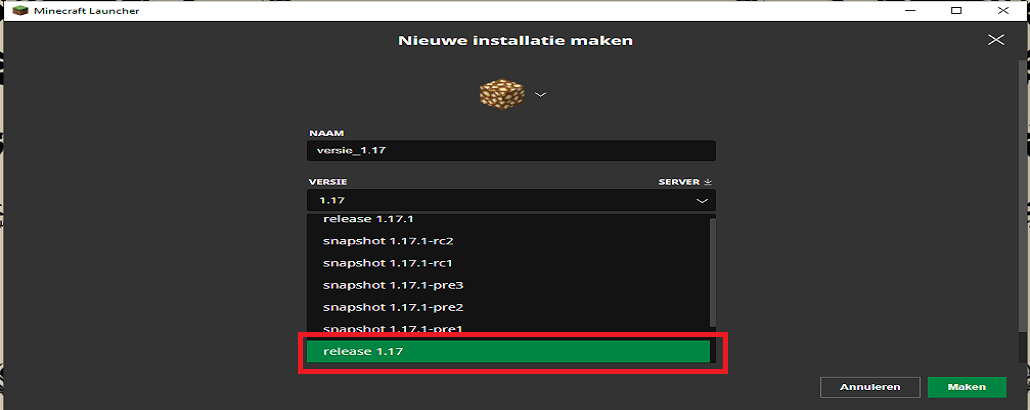 Minecraft Launcher
Nieuwe installatie maken
NAAM
versie_1.17
VERSIE SERVER
1.17
release 1.17.1
snapshot 1.17.1-rc2
snapshot 1.17.1-rc1
snapshot 1.17.1-pre3
snapshot 1.17.1-pre2
snapshot 1.17.1-pre1
release 1.17
Annuleren Maken